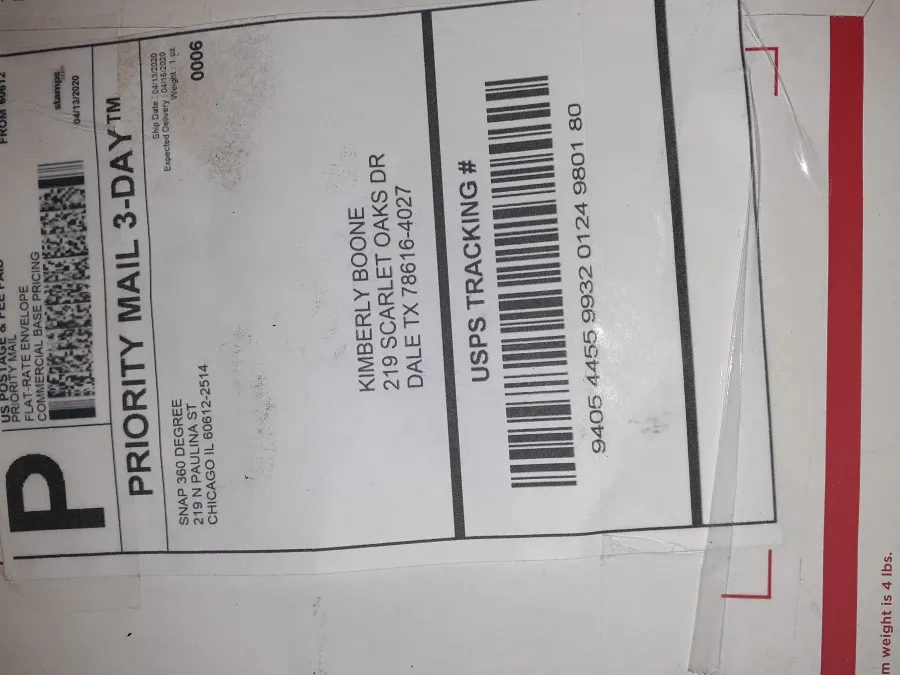 P
US POSTAGE & FEE PAID
PRIORITY MAIL
FLAT-RATE ENVELOPE
COMMERCIAL BASE PRICING
FROM 60612
stamps
04/13/2020
PRIORITY MAIL 3-DAY™
SNAP 360 DEGREE
219 N PAULINA ST
CHICAGO IL 60612-2514
Ship Date : 04/13/2020
Expected Delivery : 04/16/2020
Weight : 1 oz
0006
KIMBERLY BOONE
219 SCARLET OAKS DR
DALE TX 78616-4027
USPS TRACKING #
9405 4455 9932 0124 9801 80
m weight is 4 lbs.